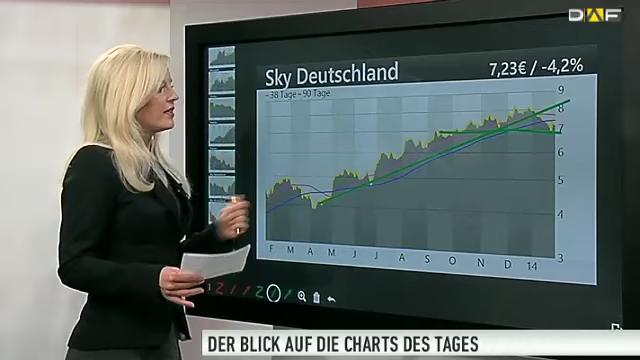 DAF
Sky Deutschland
7,23€ / -4,2%
– 38 Tage – 90 Tage
9
8
7
6
5
4
3
F M A M J J A S O N D 14
DER BLICK AUF DIE CHARTS DES TAGES